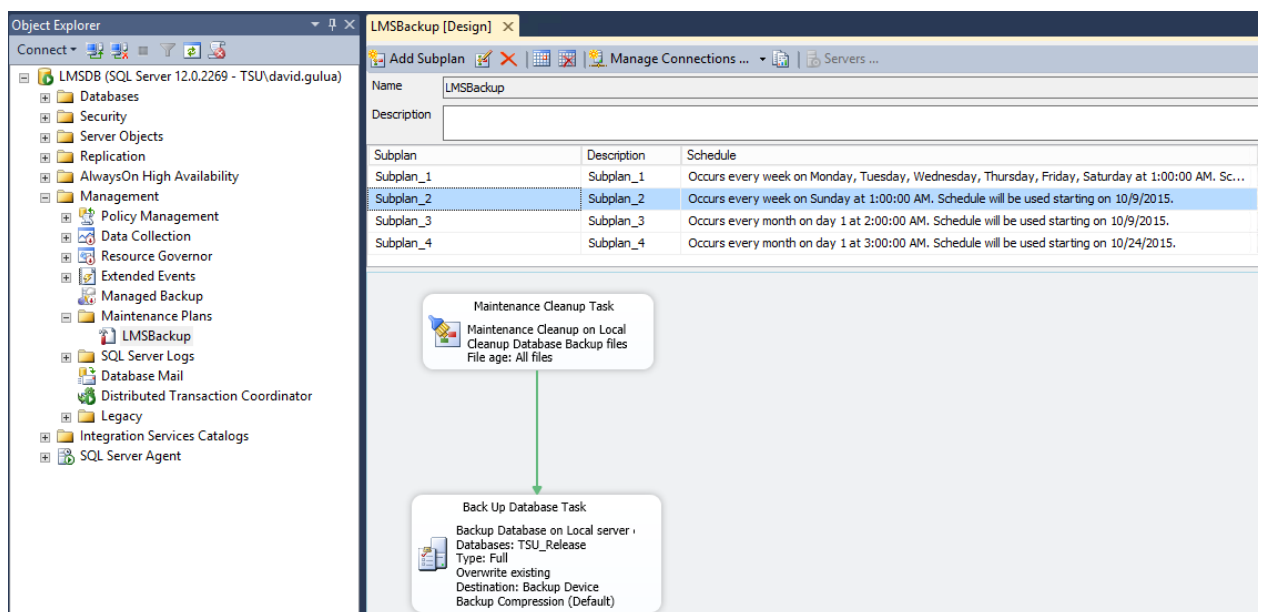 Object Explorer
Connect
LMSDB (SQL Server 12.0.2269 - TSU\david.gulua)
Databases
Security
Server Objects
Replication
AlwaysOn High Availability
Management
Policy Management
Data Collection
Resource Governor
Extended Events
Managed Backup
Maintenance Plans
LMSBackup
SQL Server Logs
Database Mail
Distributed Transaction Coordinator
Legacy
Integration Services Catalogs
SQL Server Agent
LMSBackup [Design]
Add Subplan Manage Connections ... Servers ...
Name LMSBackup
Description
Subplan Description Schedule
Subplan_1 Subplan_1 Occurs every week on Monday, Tuesday, Wednesday, Thursday, Friday, Saturday at 1:00:00 AM. Sc...
Subplan_2 Subplan_2 Occurs every week on Sunday at 1:00:00 AM. Schedule will be used starting on 10/9/2015.
Subplan_3 Subplan_3 Occurs every month on day 1 at 2:00:00 AM. Schedule will be used starting on 10/9/2015.
Subplan_4 Subplan_4 Occurs every month on day 1 at 3:00:00 AM. Schedule will be used starting on 10/24/2015.
Maintenance Cleanup Task
Maintenance Cleanup on Local
Cleanup Database Backup files
File age: All files
Back Up Database Task
Backup Database on Local server
Databases: TSU_Release
Type: Full
Overwrite existing
Destination: Backup Device
Backup Compression (Default)